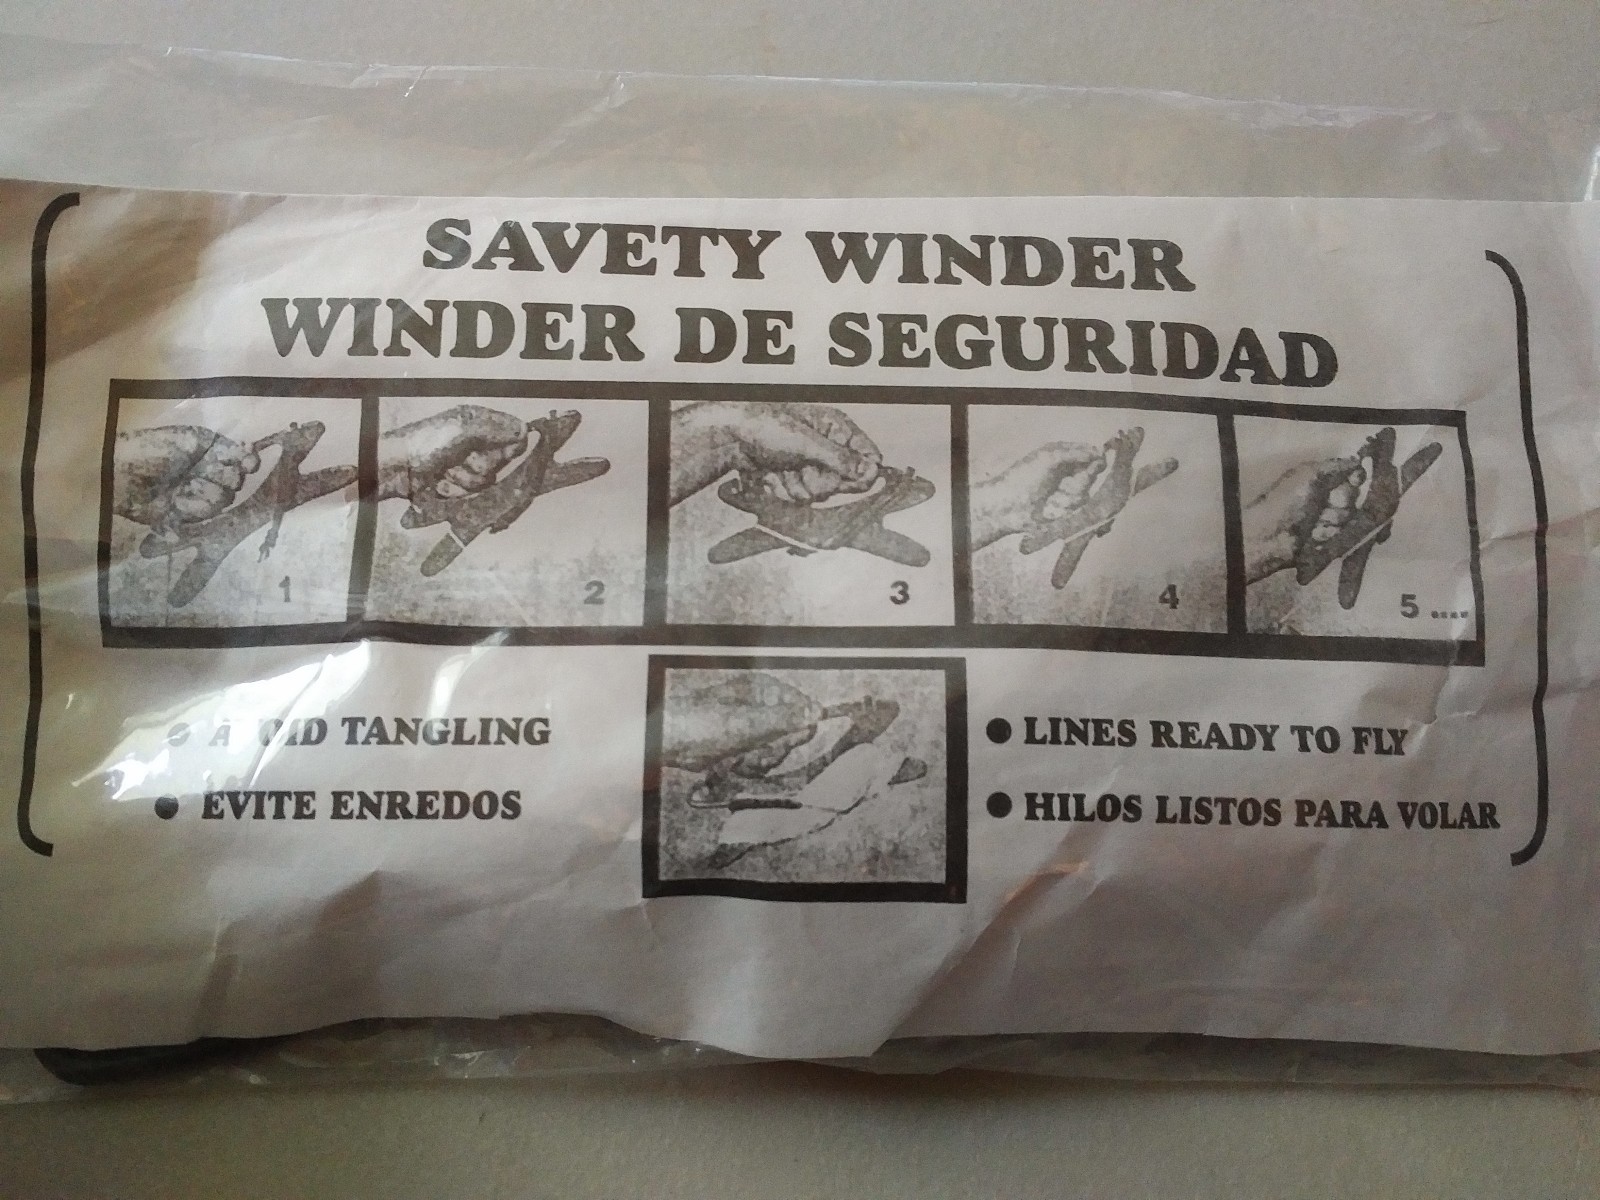 SAVETY WINDER
WINDER DE SEGURIDAD
1
2
3
4
5 ....
● AVOID TANGLING
● EVITE ENREDOS
● LINES READY TO FLY
● HILOS LISTOS PARA VOLAR